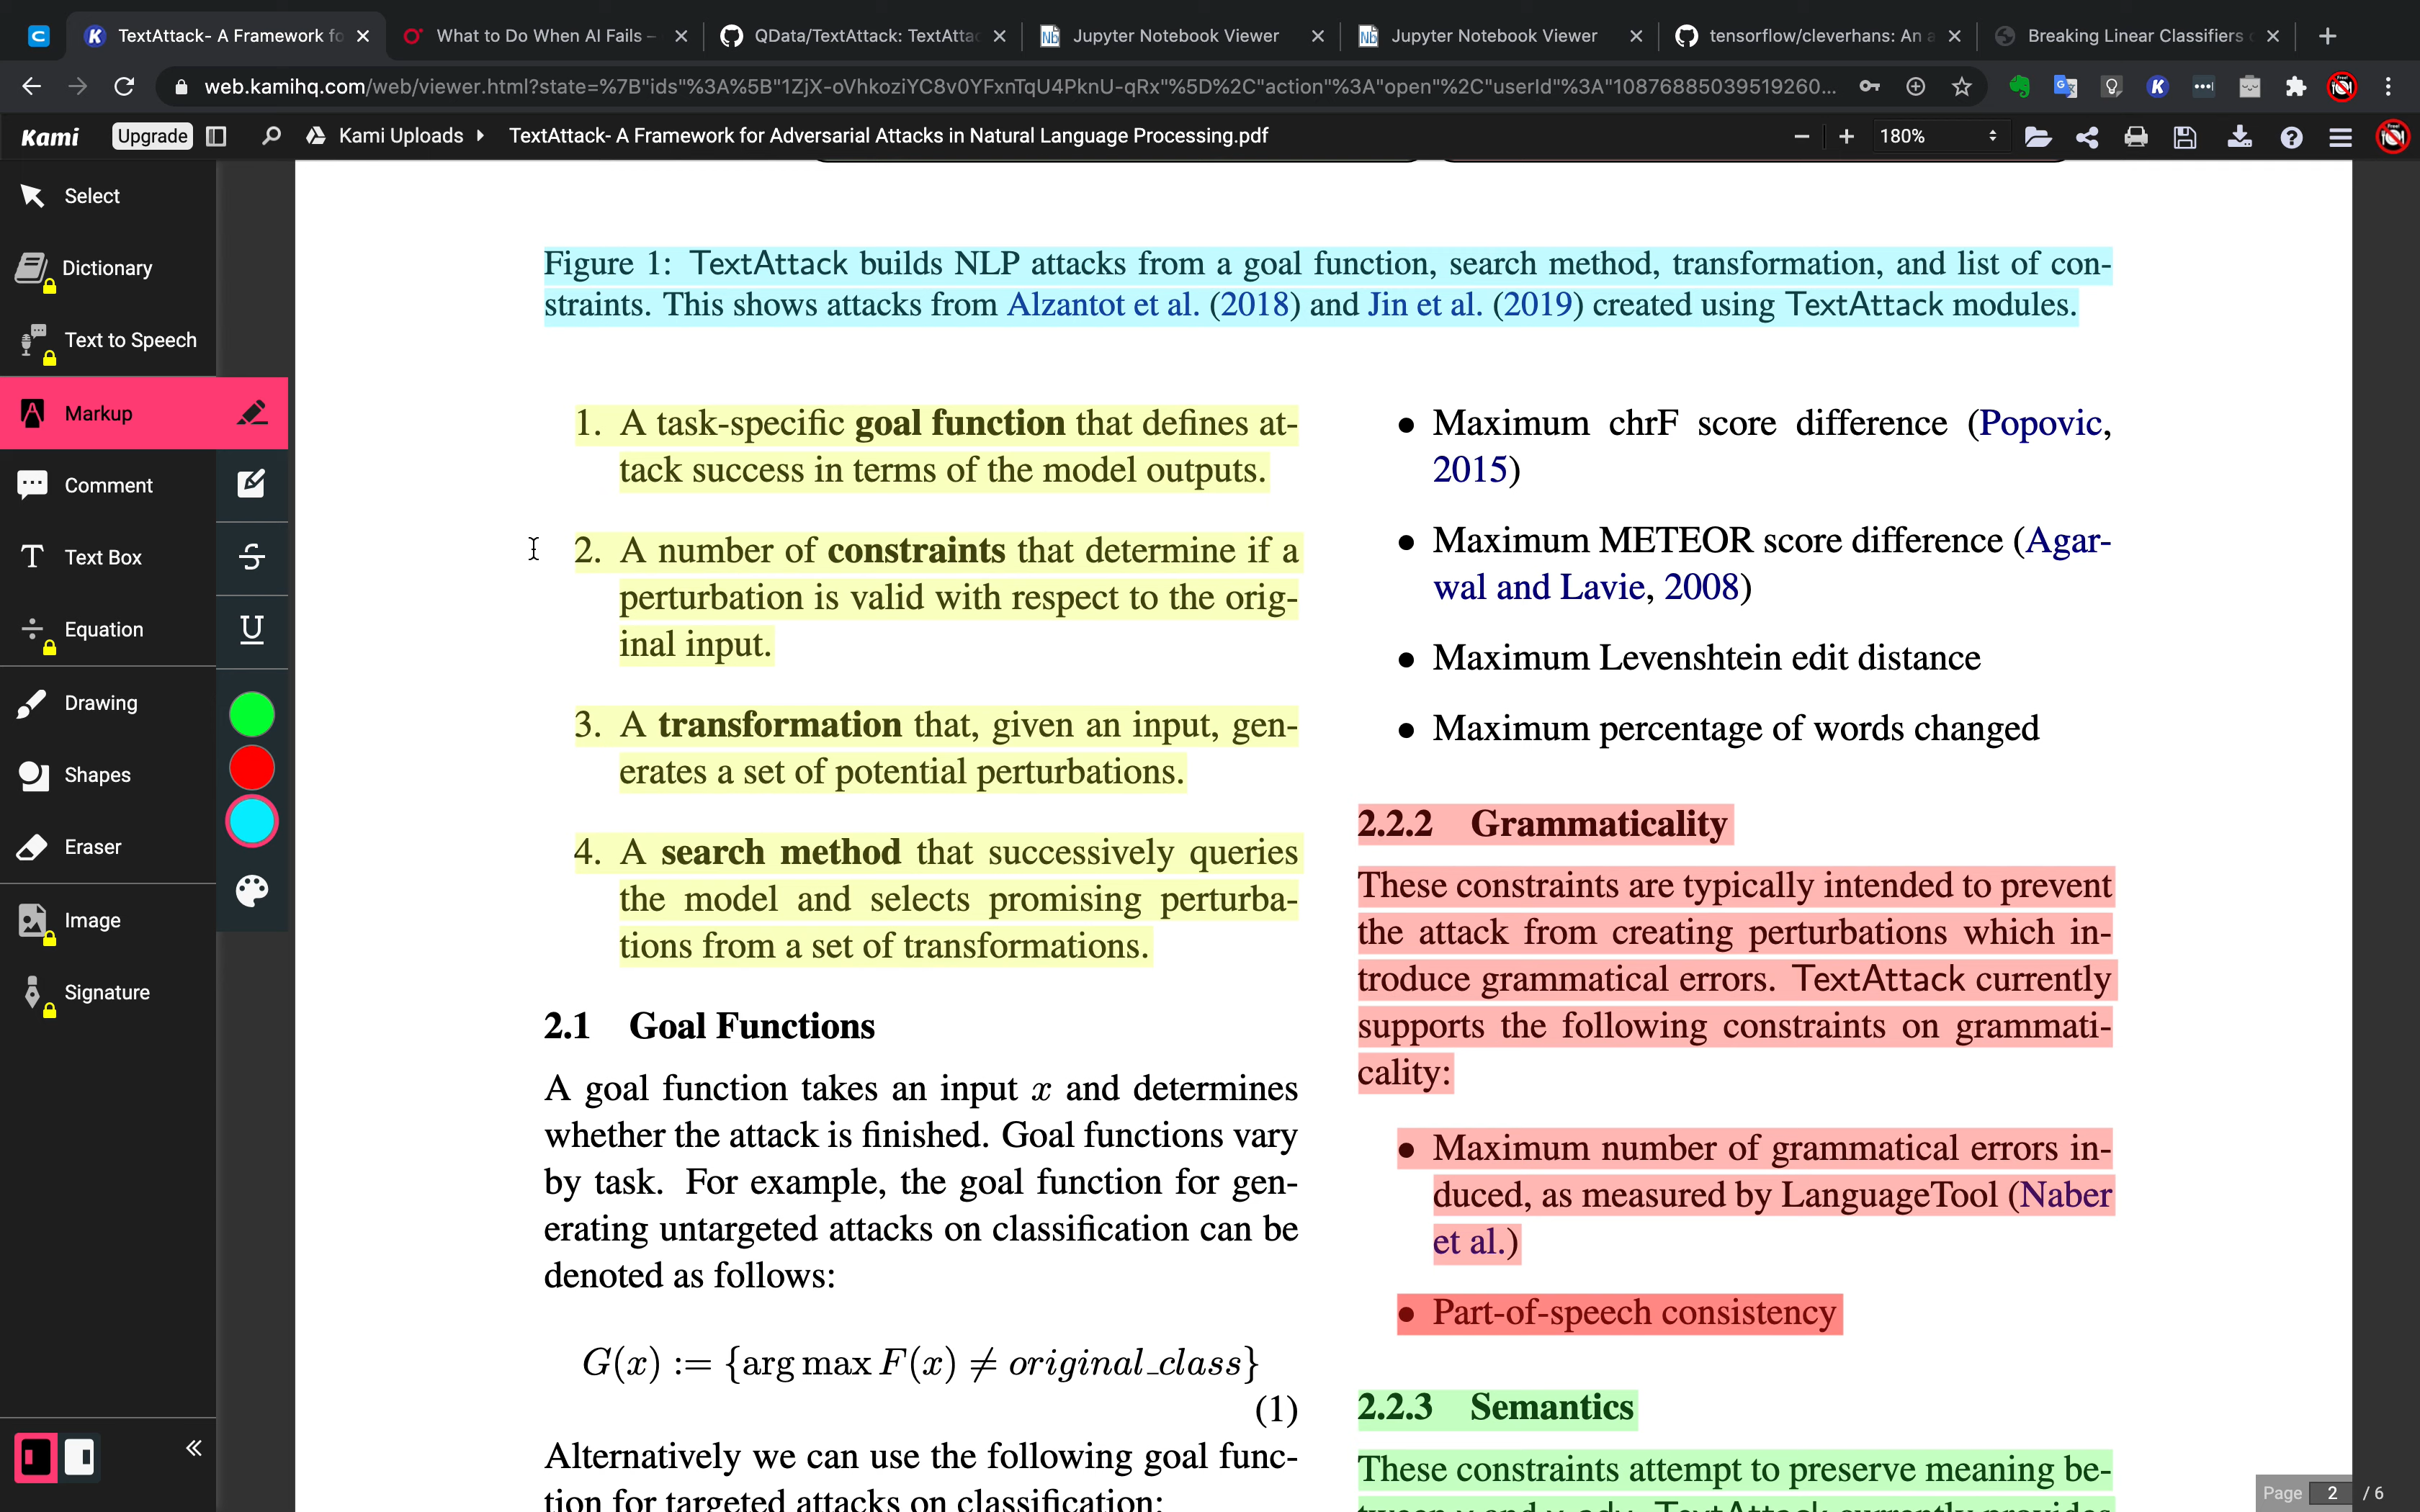 TextAttack- A Framework fo
What to Do When AI Fails –
QData/TextAttack: TextAttac
Jupyter Notebook Viewer
Jupyter Notebook Viewer
tensorflow/cleverhans: An a
Breaking Linear Classifiers
web.kamihq.com/web/viewer.html?state=%7B"ids"%3A%5B"1ZjX-oVhkoziYC8v0YFxnTqU4PknU-qRx"%5D%2C"action"%3A"open"%2C"userId"%3A"10876885039519260...
Kami
Upgrade
Kami Uploads
TextAttack- A Framework for Adversarial Attacks in Natural Language Processing.pdf
180%
Select
Dictionary
Text to Speech
Markup
Comment
Text Box
Equation
Drawing
Shapes
Eraser
Image
Signature
Figure 1: TextAttack builds NLP attacks from a goal function, search method, transformation, and list of con-
straints. This shows attacks from Alzantot et al. (2018) and Jin et al. (2019) created using TextAttack modules.
1. A task-specific goal function that defines at-
tack success in terms of the model outputs.
2. A number of constraints that determine if a
perturbation is valid with respect to the orig-
inal input.
3. A transformation that, given an input, gen-
erates a set of potential perturbations.
4. A search method that successively queries
the model and selects promising perturba-
tions from a set of transformations.
2.1 Goal Functions
A goal function takes an input x and determines
whether the attack is finished. Goal functions vary
by task. For example, the goal function for gen-
erating untargeted attacks on classification can be
denoted as follows:
G(x) := {arg max F(x) ≠ original_class}
(1)
Alternatively we can use the following goal func-
tion for targeted attacks on classification:
• Maximum chrF score difference (Popovic,
2015)
• Maximum METEOR score difference (Agar-
wal and Lavie, 2008)
• Maximum Levenshtein edit distance
• Maximum percentage of words changed
2.2.2 Grammaticality
These constraints are typically intended to prevent
the attack from creating perturbations which in-
troduce grammatical errors. TextAttack currently
supports the following constraints on grammati-
cality:
• Maximum number of grammatical errors in-
duced, as measured by LanguageTool (Naber
et al.)
• Part-of-speech consistency
2.2.3 Semantics
These constraints attempt to preserve meaning be-
tween x and x_adv. TextAttack currently provides
Page 2 / 6